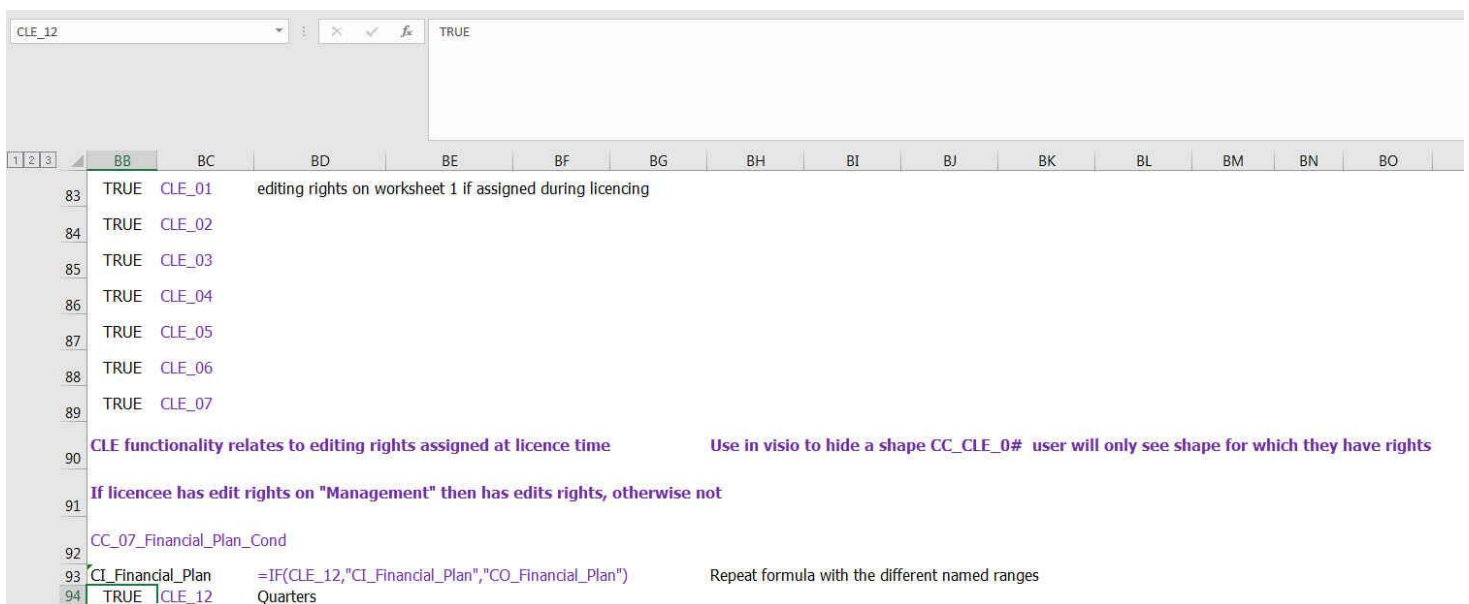 CLE_12 fx TRUE
1 2 3 BB BC BD BE BF BG BH BI BJ BK BL BM BN BO
83 TRUE CLE_01 editing rights on worksheet 1 if assigned during licencing
84 TRUE CLE_02
85 TRUE CLE_03
86 TRUE CLE_04
87 TRUE CLE_05
88 TRUE CLE_06
89 TRUE CLE_07
90 CLE functionality relates to editing rights assigned at licence time Use in visio to hide a shape CC_CLE_0# user will only see shape for which they have rights
91 If licencee has edit rights on "Management" then has edits rights, otherwise not
92 CC_07_Financial_Plan_Cond
93 CI_Financial_Plan =IF(CLE_12,"CI_Financial_Plan","CO_Financial_Plan") Repeat formula with the different named ranges
94 TRUE CLE_12 Quarters